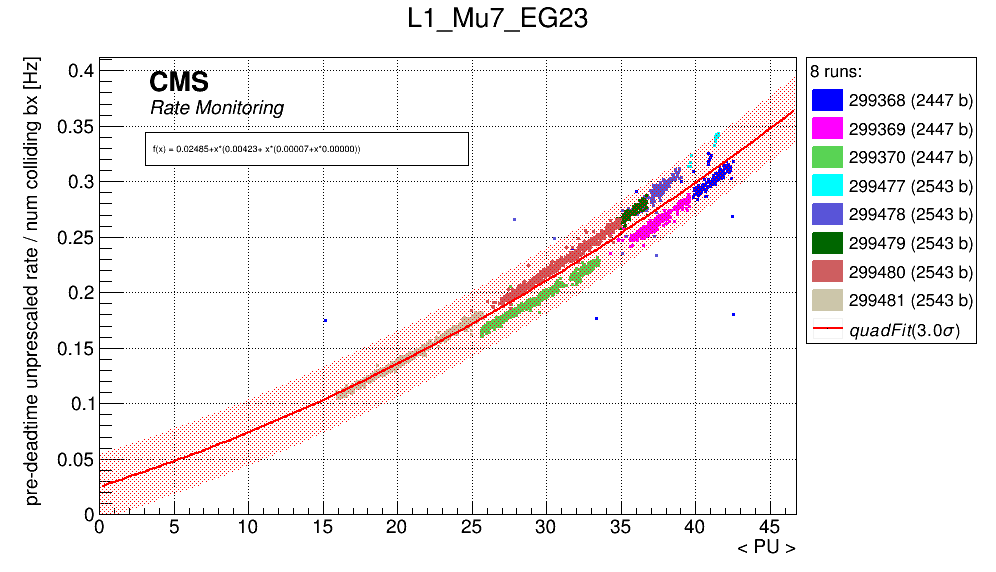 L1_Mu7_EG23
pre-deadtime unprescaled rate / num colliding bx [Hz]
0.4
0.35
0.3
0.25
0.2
0.15
0.1
0.05
0
CMS
Rate Monitoring
f(x) = 0.02485+x*(0.00423+ x*(0.00007+x*0.00000))
0 5 10 15 20 25 30 35 40 45
< PU >
8 runs:
299368 (2447 b)
299369 (2447 b)
299370 (2447 b)
299477 (2543 b)
299478 (2543 b)
299479 (2543 b)
299480 (2543 b)
299481 (2543 b)
quadFit(3.0σ)